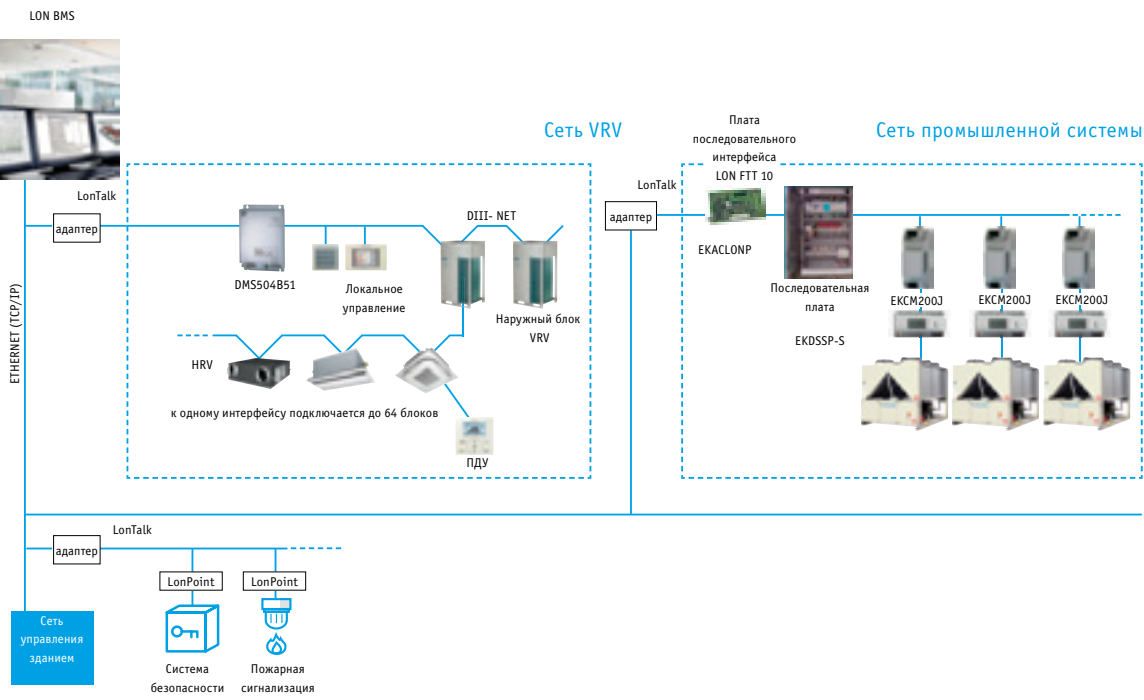 LON BMS
Сеть VRV
Плата
последовательного
интерфейса
LON FTT 10
Сеть промышленной системы
LonTalk
адаптер
DIII- NET
DMS504B51
Локальное
управление
Наружный блок
VRV
LonTalk
адаптер
EKACLONP
Последовательная
плата
EKDSSP-S
EKCM200J
EKCM200J
EKCM200J
ETHERNET (TCP/IP)
HRV
к одному интерфейсу подключается до 64 блоков
ПДУ
LonTalk
адаптер
LonPoint
LonPoint
Сеть
управления
зданием
Система
безопасности
Пожарная
сигнализация